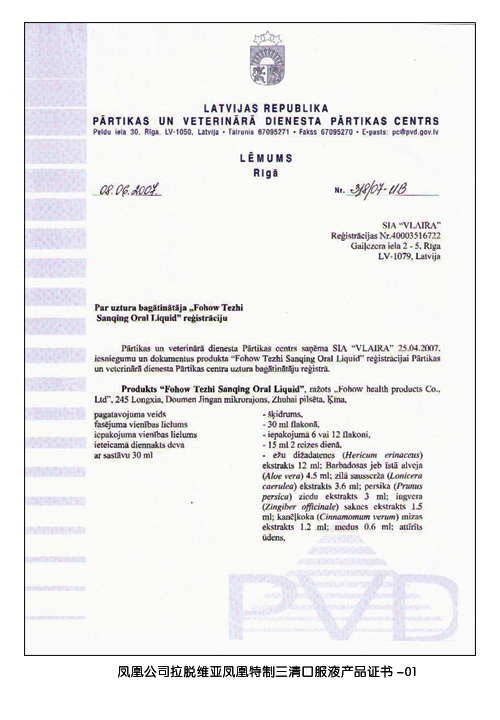 LATVIJAS REPUBLIKA
PĀRTIKAS UN VETERINĀRĀ DIENESTA PĀRTIKAS CENTRS
Peldu iela 30, Rīga, LV-1050, Latvija • Tālrunis 67095271 • Fakss 67095270 • E-pasts: pc@pvd.gov.lv
LĒMUMS
Rīgā
08.06.2007. Nr. 3/8/07-UB
SIA “VLAIRA”
Reģistrācijas Nr.40003516722
Gaiļezera iela 2 - 5, Rīga
LV-1079, Latvija
Par uztura bagātinātāja „Fohow Tezhi
Sanqing Oral Liquid” reģistrāciju
Pārtikas un veterinārā dienesta Pārtikas centrs saņēma SIA “VLAIRA” 25.04.2007.
iesniegumu un dokumentus produkta “Fohow Tezhi Sanqing Oral Liquid” reģistrācijai Pārtikas
un veterinārā dienesta Pārtikas centra uztura bagātinātāju reģistrā.
Produkts “Fohow Tezhi Sanqing Oral Liquid”, ražots „Fohow health products Co.,
Ltd”, 245 Longxia, Doumen Jingan mikrorajons, Zhuhai pilsēta, Ķīna,
pagatavojuma veids - šķidrums,
fasējuma vienības lielums - 30 ml flakonā,
iepakojuma vienības lielums - iepakojumā 6 vai 12 flakoni,
ieteicamā diennakts deva - 15 ml 2 reizes dienā,
ar sastāvu 30 ml - ežu dižadatenes (Hericum erinaceus)
ekstrakts 12 ml; Barbadosas jeb īstā alveja
(Aloe vera) 4.5 ml; zilā sausserža (Lonicera
caerulea) ekstrakts 3.6 ml; persika (Prunus
persica) ziedu ekstrakts 3 ml; ingvera
(Zingiber officinale) saknes ekstrakts 1.5
ml; kanēļkoka (Cinnamomum verum) mizas
ekstrakts 1.2 ml; medus 0.6 ml; attīrīts
ūdens,
PVD
凤凰公司拉脱维亚凤凰特制三清口服液产品证书 -01